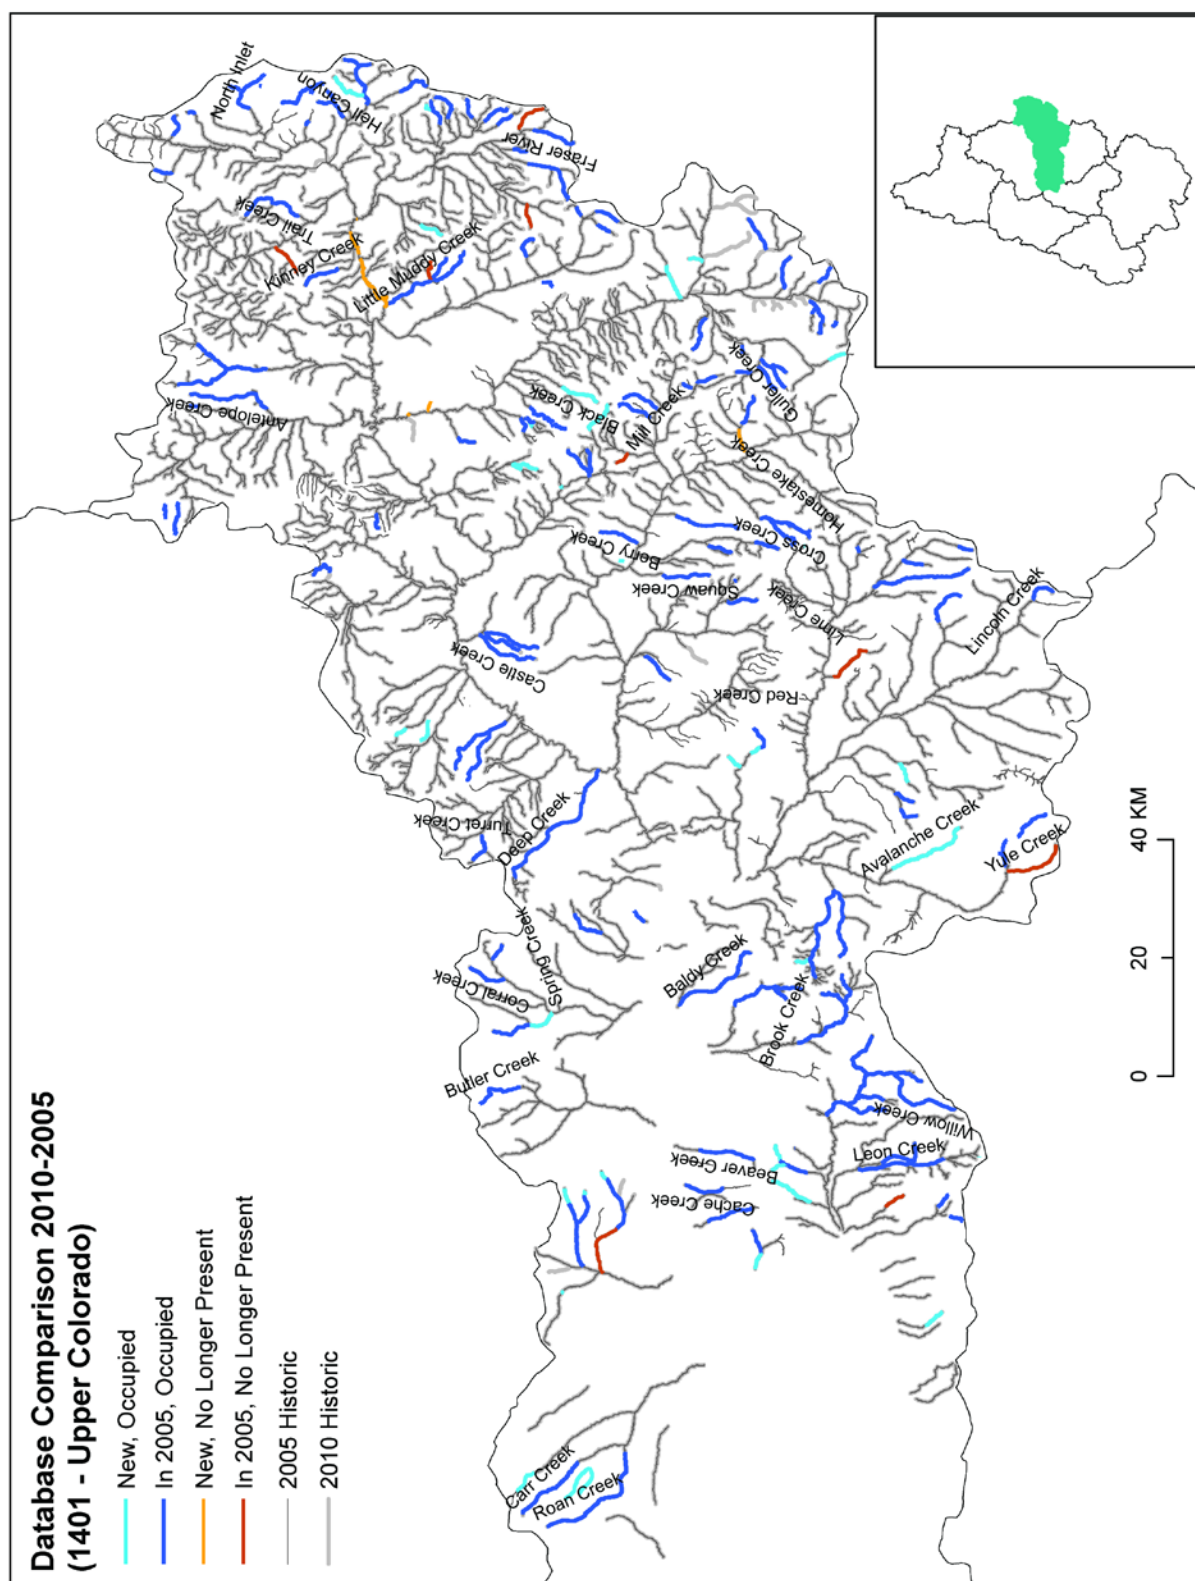 Database Comparison 2010-2005
(1401 - Upper Colorado)
New, Occupied
In 2005, Occupied
New, No Longer Present
In 2005, No Longer Present
2005 Historic
2010 Historic
Carr Creek
Roan Creek
Butler Creek
Corral Creek
Spring Creek
Deep Creek
Turret Creek
Castle Creek
Antelope Creek
Kinney Creek
Trail Creek
Little Muddy Creek
North Inlet
Hell Canyon
Fraser River
Black Creek
Mill Creek
Guller Creek
Homestake Creek
Cross Creek
Berry Creek
Squaw Creek
Lime Creek
Red Creek
Lincoln Creek
Avalanche Creek
Yule Creek
Baldy Creek
Brook Creek
Willow Creek
Leon Creek
Beaver Creek
Cache Creek
0 20 40 KM